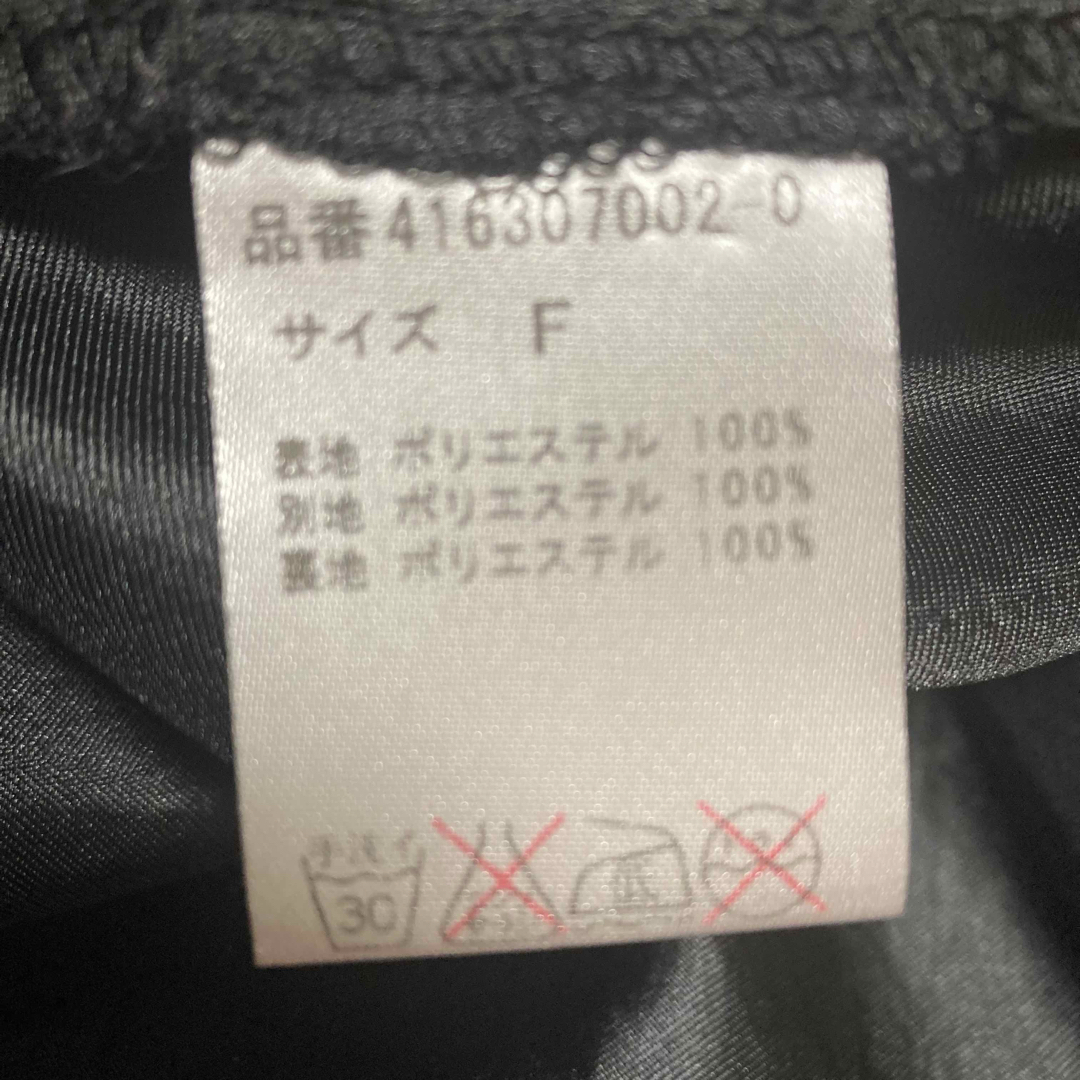 品番416307002-0
サイズ F
表地 ポリエステル 100%
別地 ポリエステル 100%
裏地 ポリエステル 100%
手洗イ
30
低